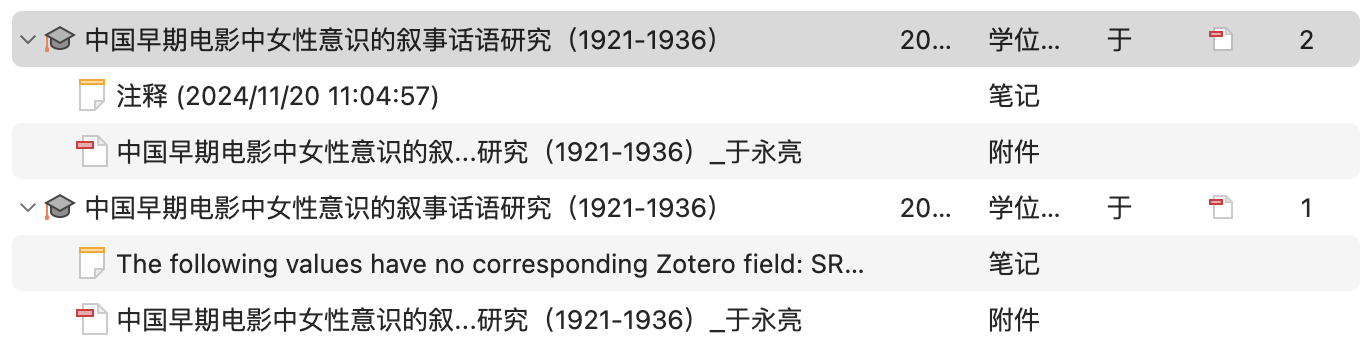 中国早期电影中女性意识的叙事话语研究（1921-1936） 20... 学位... 于 2
注释 (2024/11/20 11:04:57) 笔记
中国早期电影中女性意识的叙...研究（1921-1936）_于永亮 附件
中国早期电影中女性意识的叙事话语研究（1921-1936） 20... 学位... 于 1
The following values have no corresponding Zotero field: SR... 笔记
中国早期电影中女性意识的叙...研究（1921-1936）_于永亮 附件